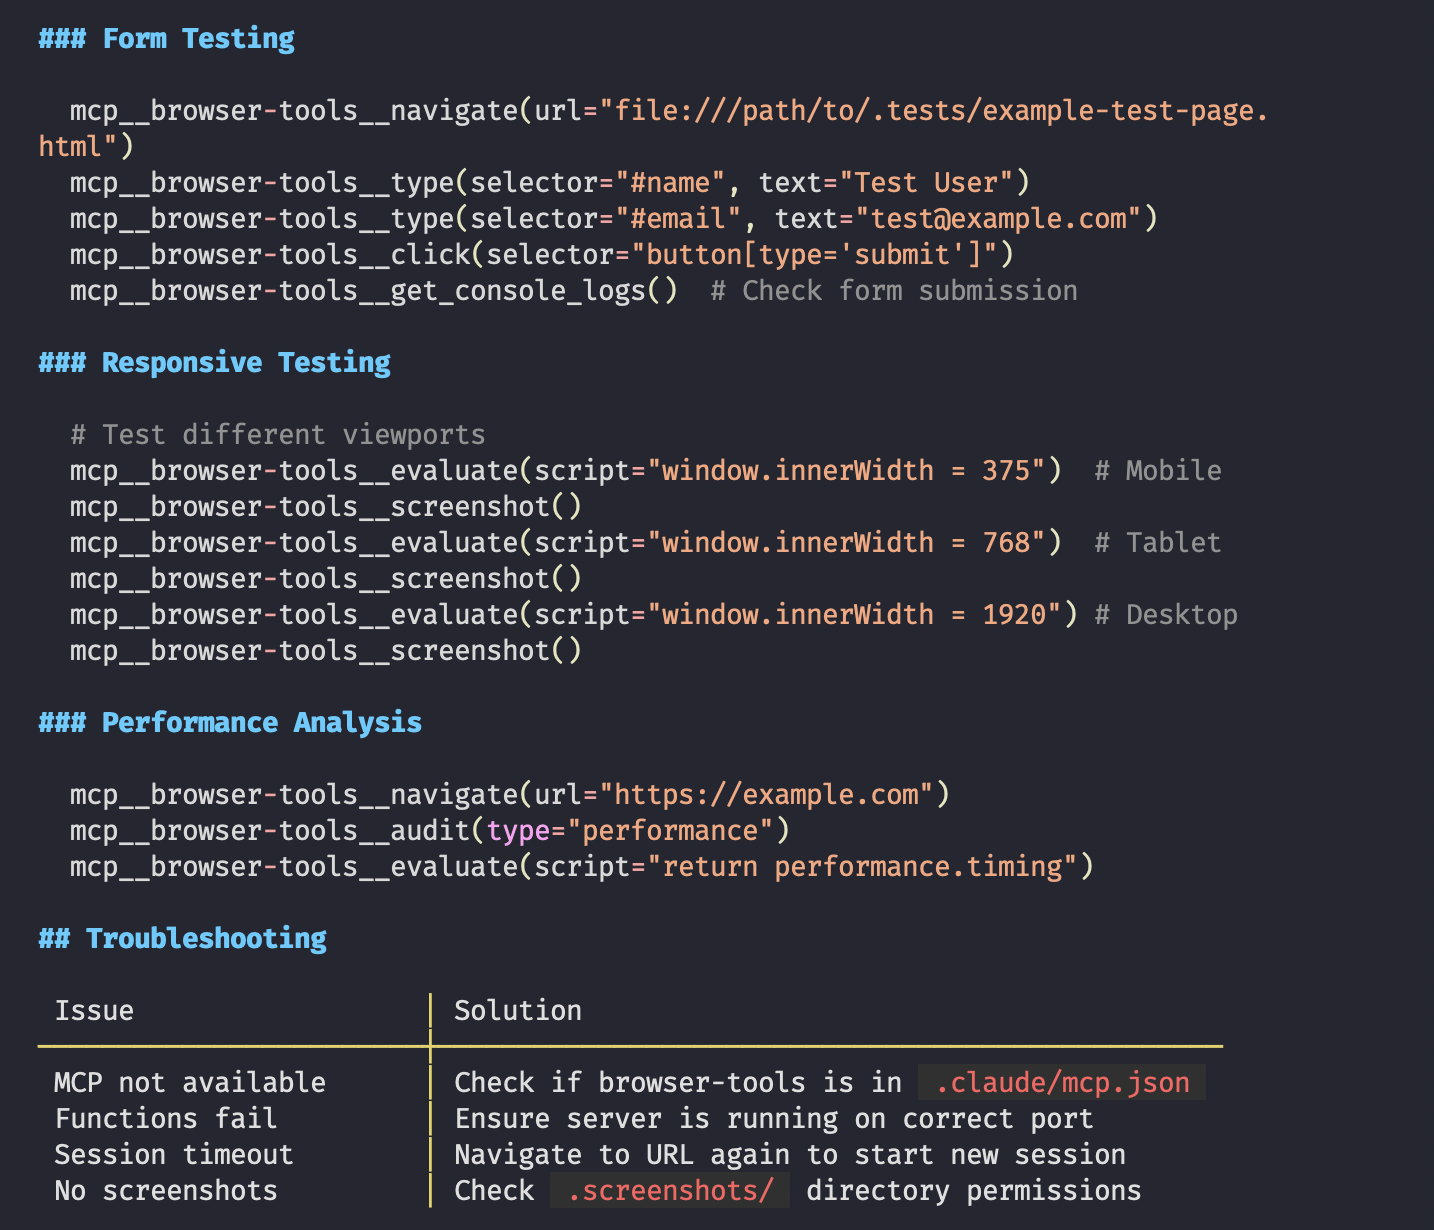 ### Form Testing
mcp__browser-tools__navigate(url="file:///path/to/.tests/example-test-page.
html")
mcp__browser-tools__type(selector="#name", text="Test User")
mcp__browser-tools__type(selector="#email", text="test@example.com")
mcp__browser-tools__click(selector="button[type='submit']")
mcp__browser-tools__get_console_logs()  # Check form submission
### Responsive Testing
# Test different viewports
mcp__browser-tools__evaluate(script="window.innerWidth = 375")  # Mobile
mcp__browser-tools__screenshot()
mcp__browser-tools__evaluate(script="window.innerWidth = 768")  # Tablet
mcp__browser-tools__screenshot()
mcp__browser-tools__evaluate(script="window.innerWidth = 1920") # Desktop
mcp__browser-tools__screenshot()
### Performance Analysis
mcp__browser-tools__navigate(url="https://example.com")
mcp__browser-tools__audit(type="performance")
mcp__browser-tools__evaluate(script="return performance.timing")
## Troubleshooting
Issue | Solution
MCP not available | Check if browser-tools is in .claude/mcp.json
Functions fail | Ensure server is running on correct port
Session timeout | Navigate to URL again to start new session
No screenshots | Check .screenshots/ directory permissions